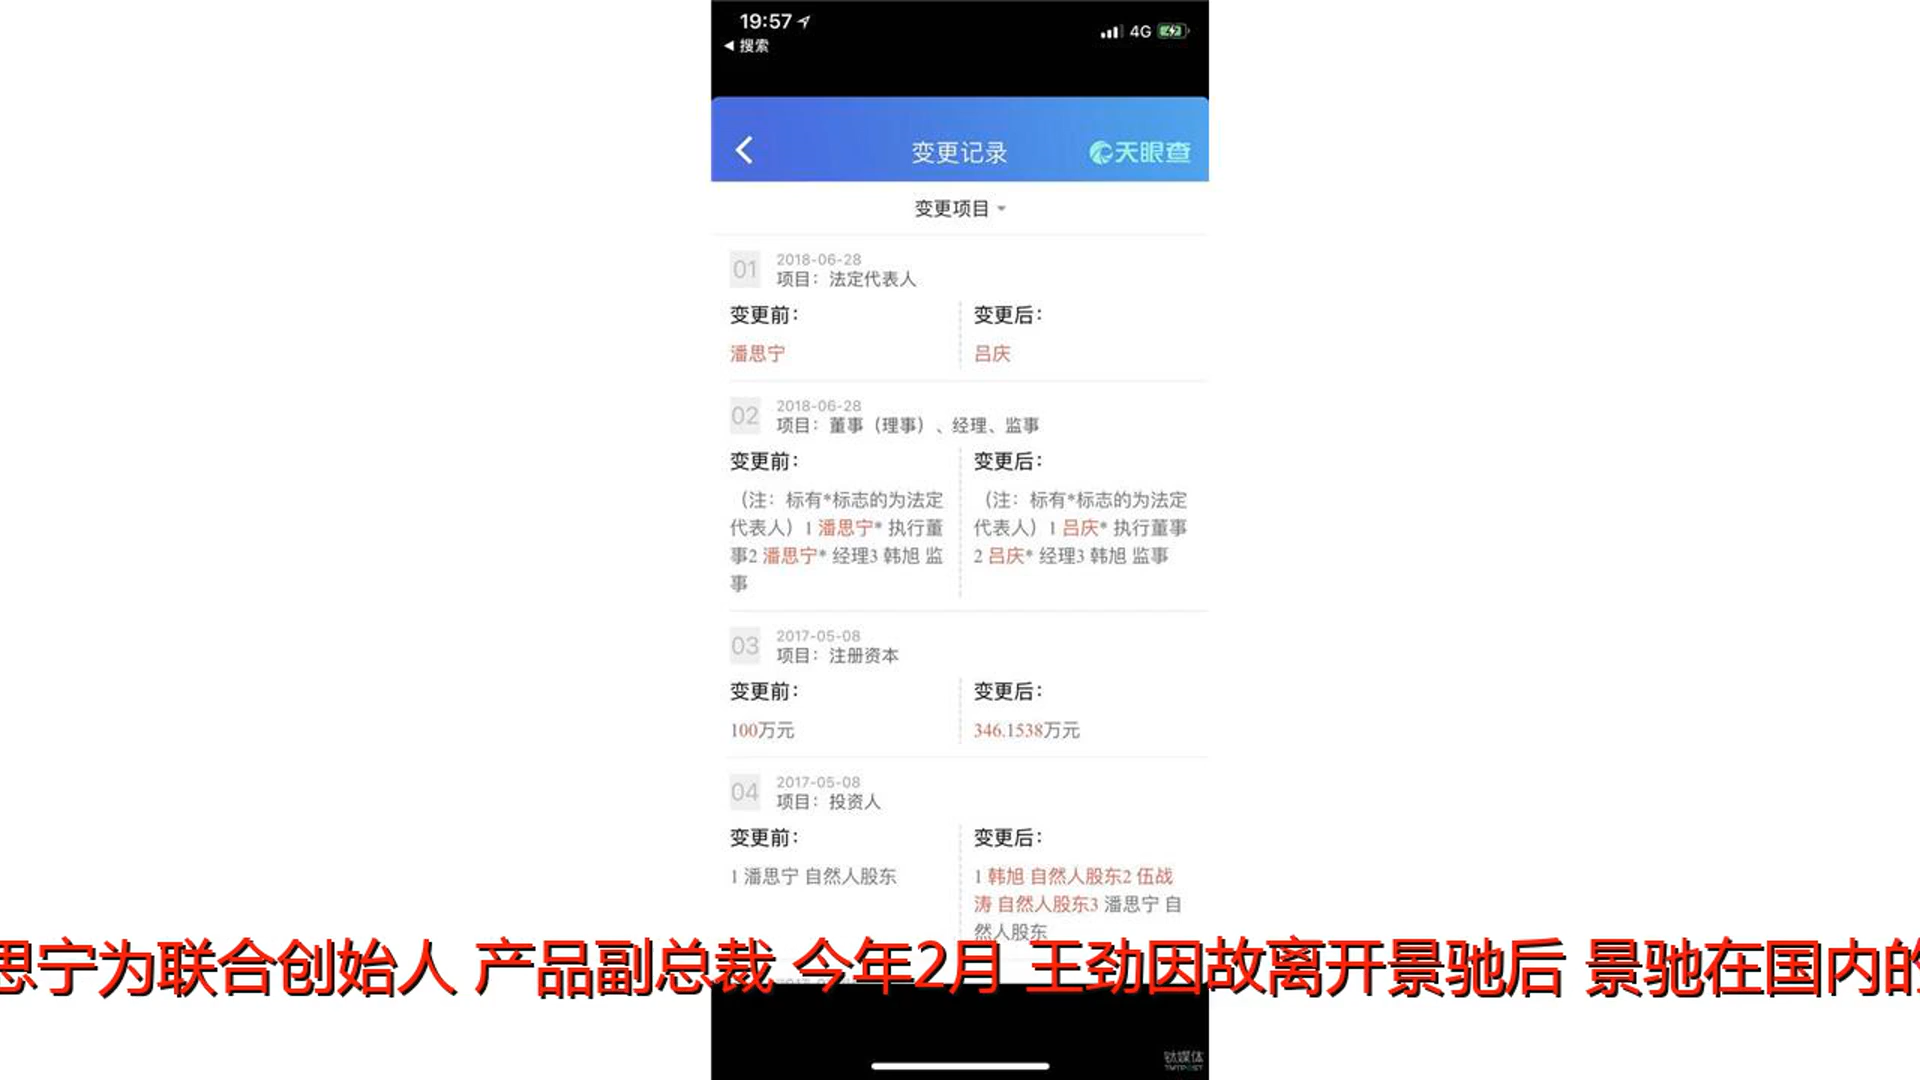 19:57
4G
◀ 搜索
变更记录
天眼查
变更项目
01
2018-06-28
项目：法定代表人
变更前：
变更后：
潘思宁
吕庆
02
2018-06-28
项目：董事（理事）、经理、监事
变更前：
变更后：
（注：标有*标志的为法定
代表人）1 潘思宁* 执行董
事2 潘思宁* 经理3 韩旭 监
事
（注：标有*标志的为法定
代表人）1 吕庆* 执行董事
2 吕庆* 经理3 韩旭 监事
03
2017-05-08
项目：注册资本
变更前：
变更后：
100万元
346.1538万元
04
2017-05-08
项目：投资人
变更前：
变更后：
1 潘思宁 自然人股东
1 韩旭 自然人股东2 伍战
涛 自然人股东3 潘思宁 自
然人股东
思宁为联合创始人 产品副总裁 今年2月 王劲因故离开景驰后 景驰在国内的
钛媒体
TMTPOST